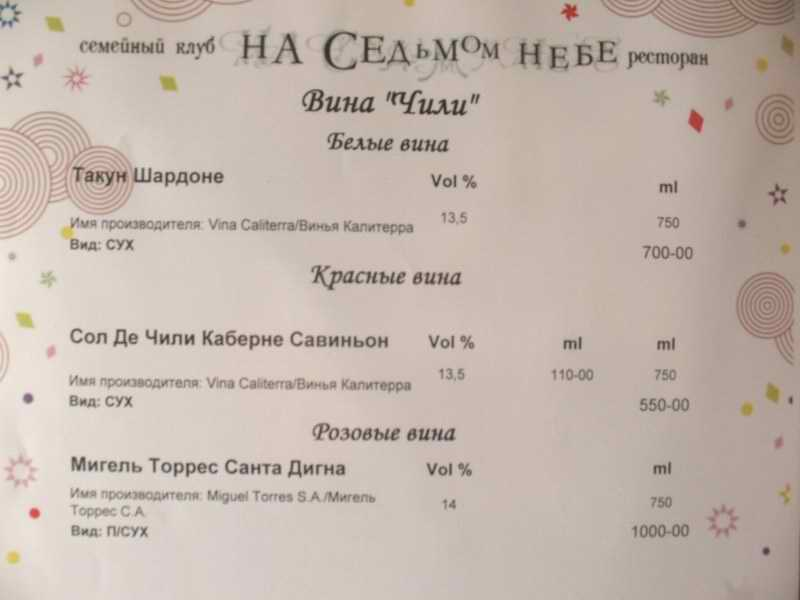 семейный клуб НА СЕДЬМОМ НЕБЕ ресторан
Вина "Чили"
Белые вина
Такун Шардоне Vol % ml
Имя производителя: Vina Caliterra/Винья Калитерра 13,5 750
Вид: СУХ 700-00
Красные вина
Сол Де Чили Каберне Савиньон Vol % ml ml
Имя производителя: Vina Caliterra/Винья Калитерра 13,5 110-00 750
Вид: СУХ 550-00
Розовые вина
Мигель Торрес Санта Дигна Vol % ml
Имя производителя: Miguel Torres S.A./Мигель 14 750
Торрес С.А.
Вид: П/СУХ 1000-00